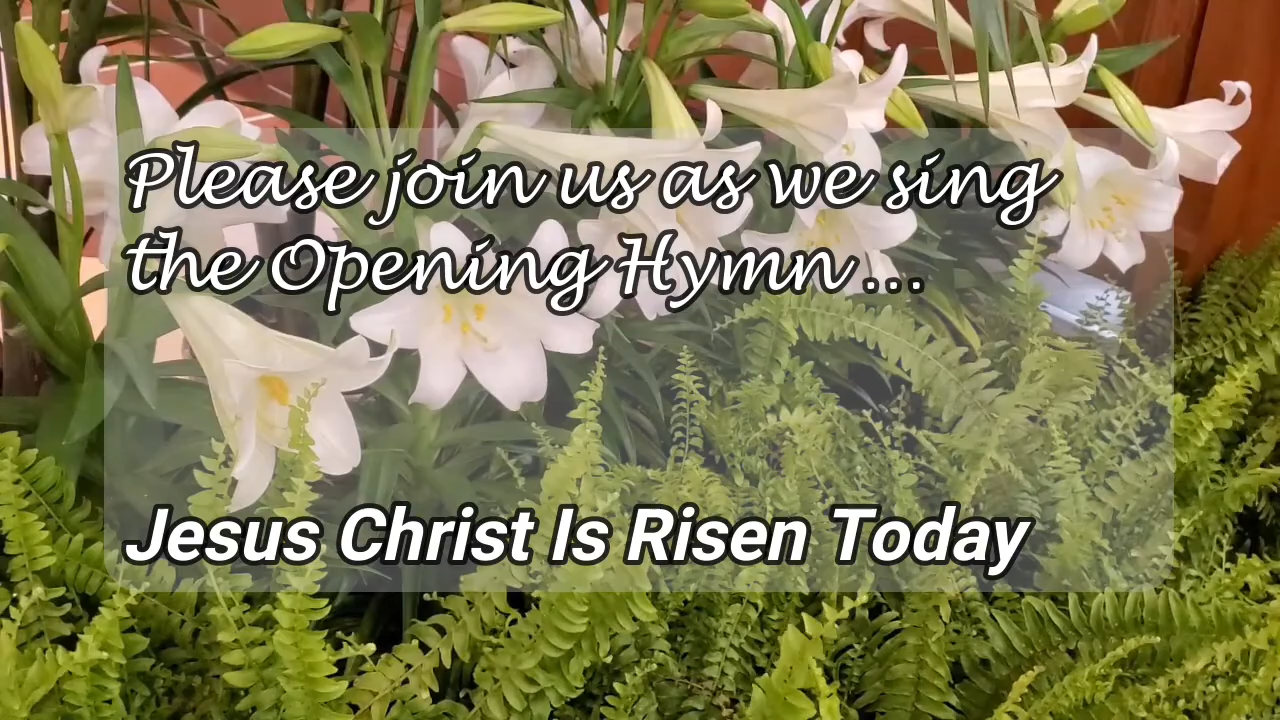 Please join us as we sing
the Opening Hymn ...
Jesus Christ Is Risen Today